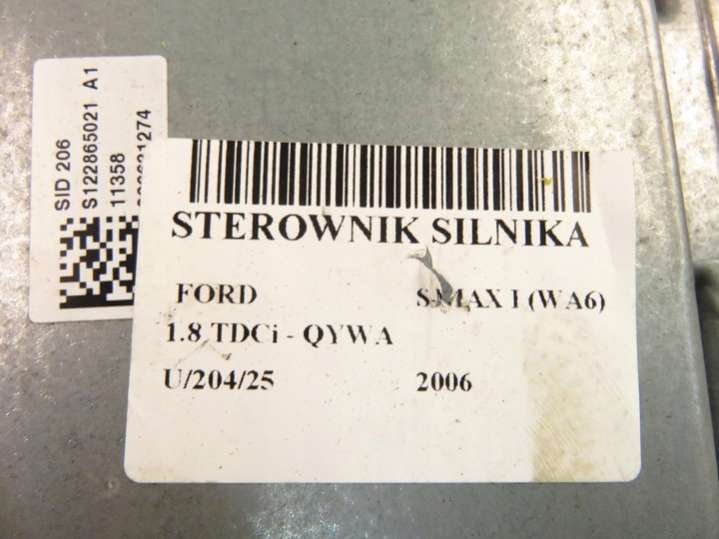 SID 206
S122865021 A1
11358
STEROWNIK SILNIKA
FORD S-MAX I (WA6)
1.8 TDCi - QYWA
U/204/25 2006